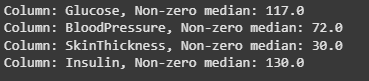 Column: Glucose, Non-zero median: 117.0
Column: BloodPressure, Non-zero median: 72.0
Column: SkinThickness, Non-zero median: 30.0
Column: Insulin, Non-zero median: 130.0